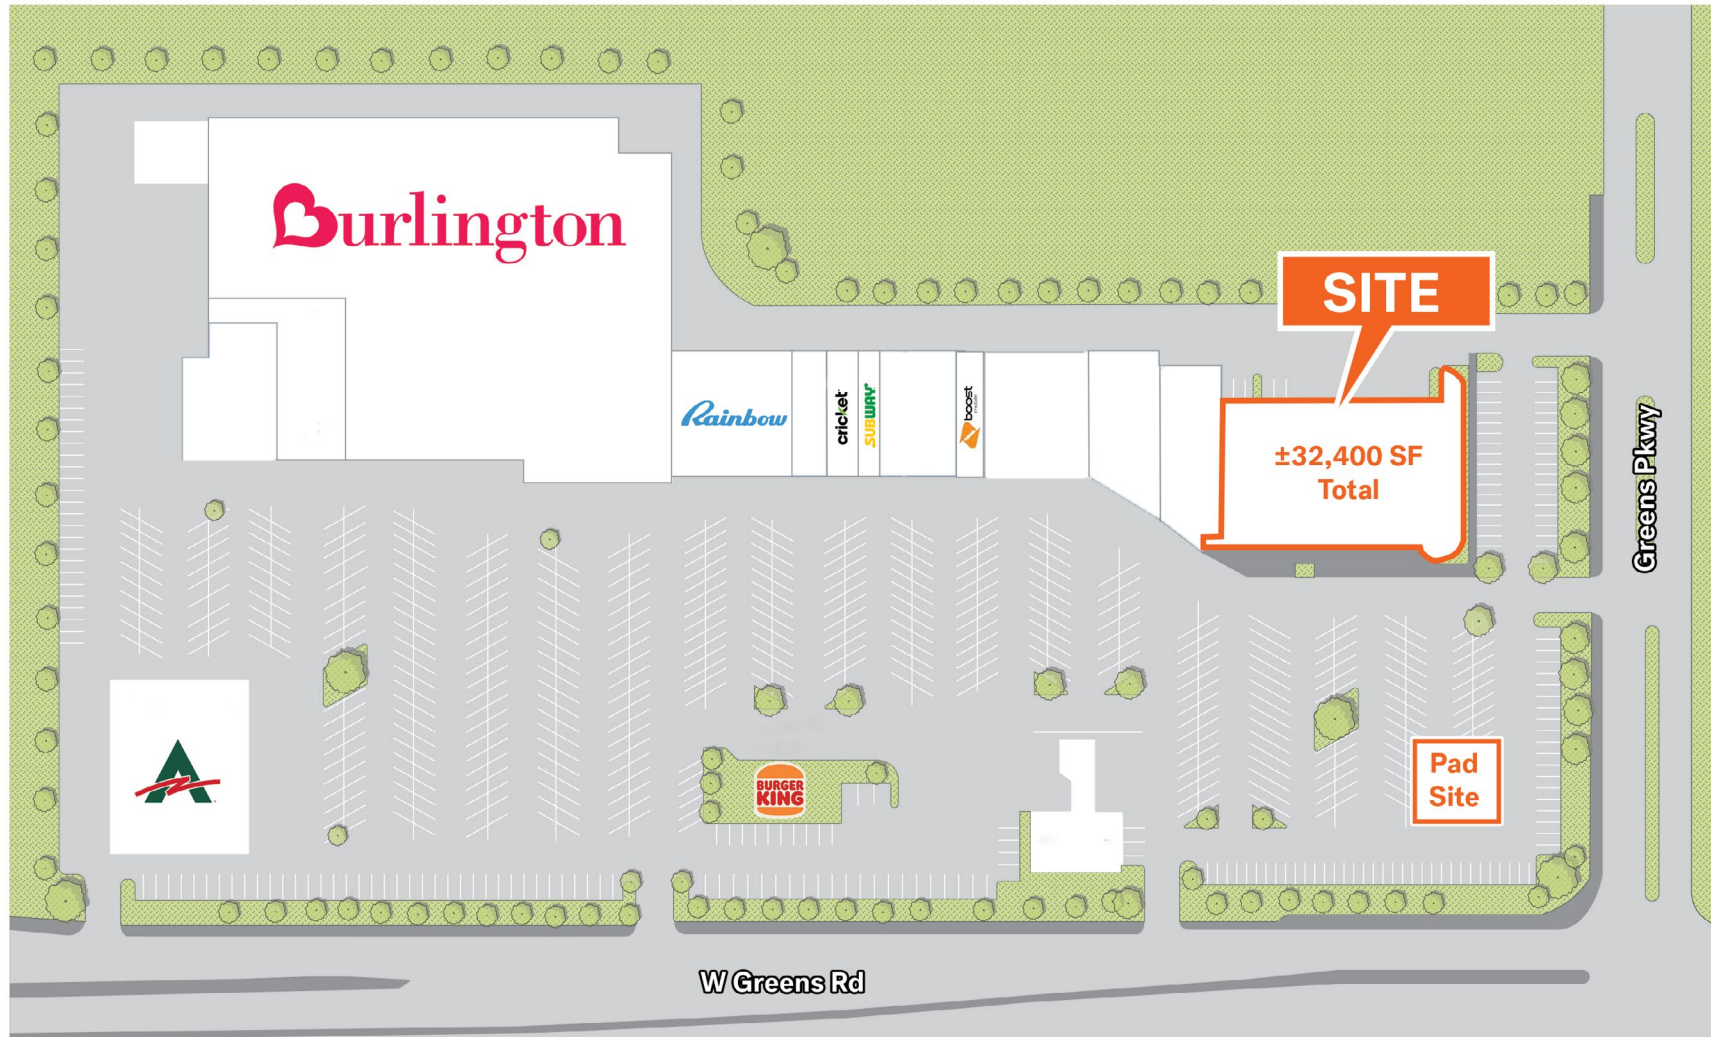 Burlington
SITE
Rainbow
cricket
SUBWAY
boost
±32,400 SF
Total
Greens Pkwy
BURGER
KING
Pad
Site
W Greens Rd